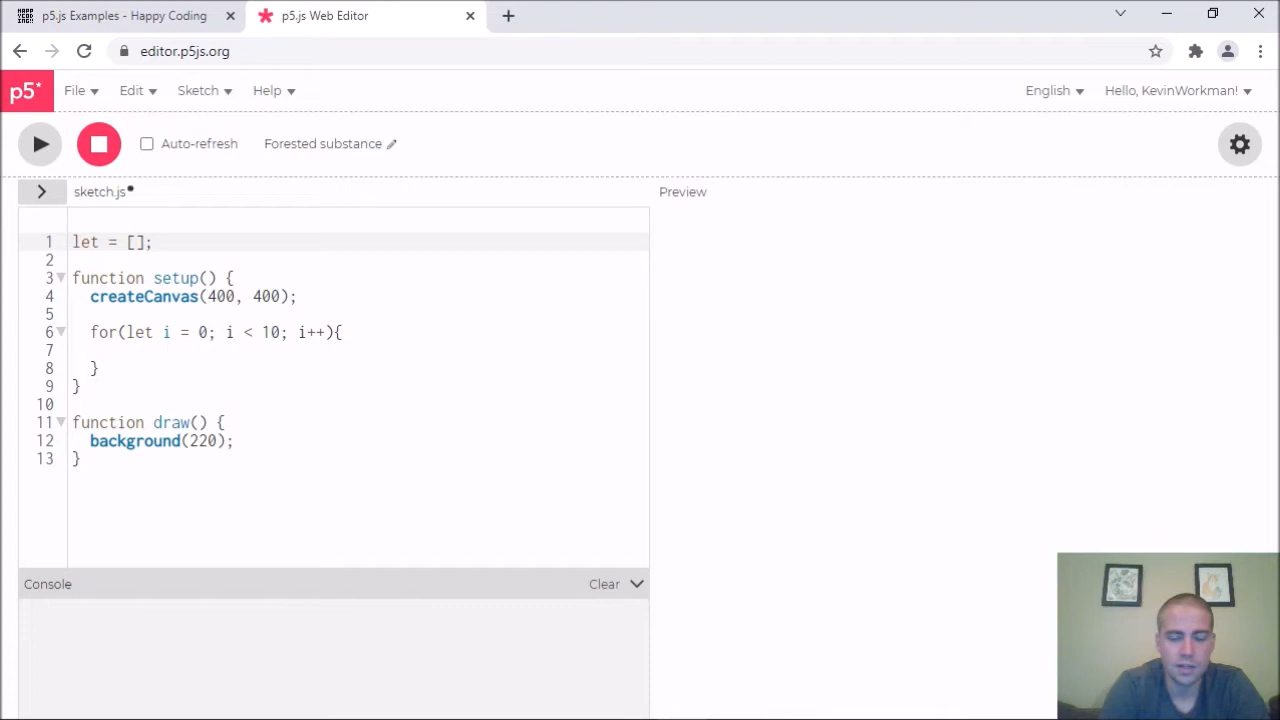 p5.js Examples - Happy Coding
p5.js Web Editor
editor.p5js.org
p5* File Edit Sketch Help English Hello, KevinWorkman!
Auto-refresh Forested substance
sketch.js Preview
1 let = [];
2
3 function setup() {
4 createCanvas(400, 400);
5
6 for(let i = 0; i < 10; i++){
7
8 }
9 }
10
11 function draw() {
12 background(220);
13 }
Console Clear